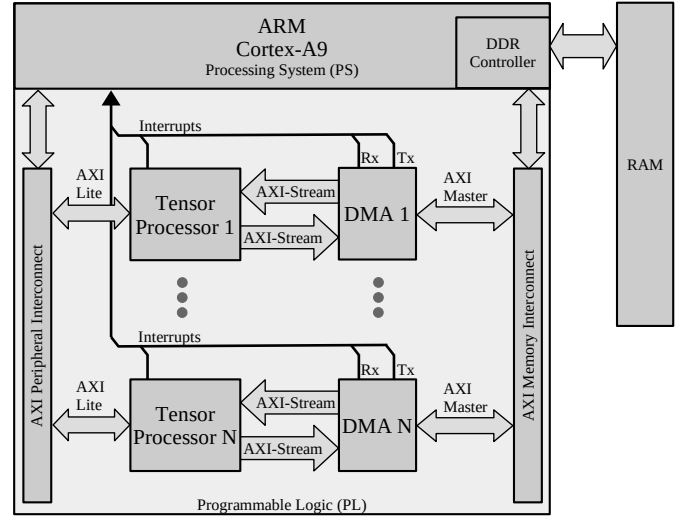 ARM
Cortex-A9
Processing System (PS)
DDR
Controller
RAM
Interrupts
Rx
Tx
AXI
Lite
Tensor
Processor 1
AXI-Stream
AXI-Stream
DMA 1
AXI
Master
AXI Peripheral Interconnect
AXI Memory Interconnect
Interrupts
Rx
Tx
AXI
Lite
Tensor
Processor N
AXI-Stream
AXI-Stream
DMA N
AXI
Master
Programmable Logic (PL)